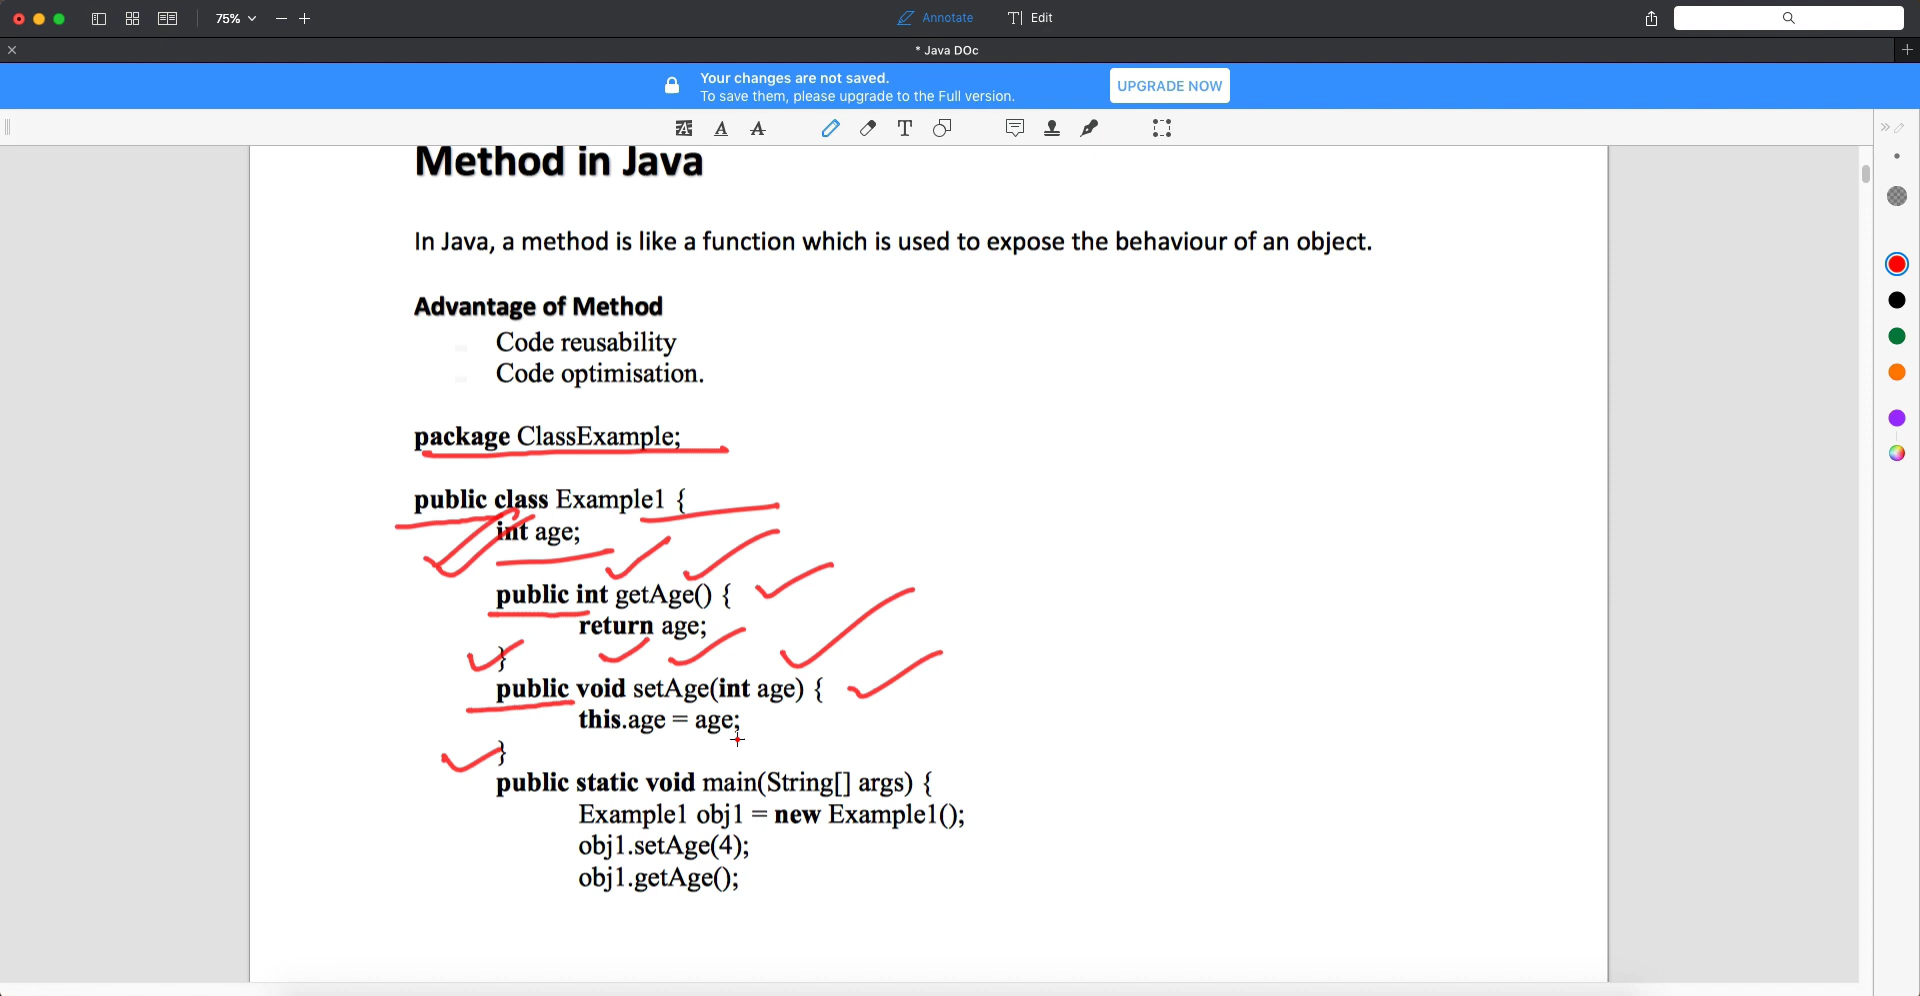 75%
Annotate
Edit
* Java DOc
Your changes are not saved.
To save them, please upgrade to the Full version.
UPGRADE NOW
Method in Java
In Java, a method is like a function which is used to expose the behaviour of an object.
Advantage of Method
Code reusability
Code optimisation.
package ClassExample;
public class Example1 {
int age;
public int getAge() {
return age;
}
public void setAge(int age) {
this.age = age;
}
public static void main(String[] args) {
Example1 obj1 = new Example1();
obj1.setAge(4);
obj1.getAge();